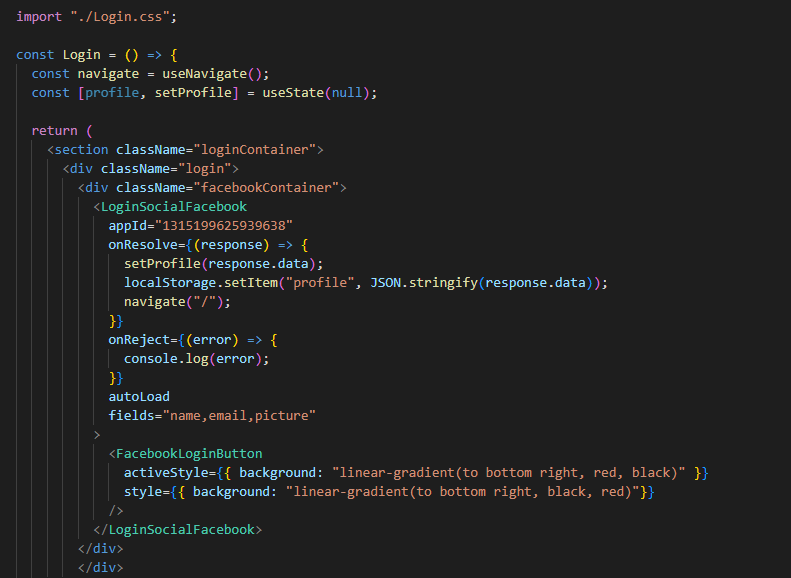 import "./Login.css";
const Login = () => {
const navigate = useNavigate();
const [profile, setProfile] = useState(null);
return (
<section className="loginContainer">
<div className="login">
<div className="facebookContainer">
<LoginSocialFacebook
appId="1315199625939638"
onResolve={(response) => {
setProfile(response.data);
localStorage.setItem("profile", JSON.stringify(response.data));
navigate("/");
}}
onReject={(error) => {
console.log(error);
}}
autoLoad
fields="name,email,picture"
>
<FacebookLoginButton
activeStyle={{ background: "linear-gradient(to bottom right, red, black)" }}
style={{ background: "linear-gradient(to bottom right, black, red)"}}
/>
</LoginSocialFacebook>
</div>
</div>